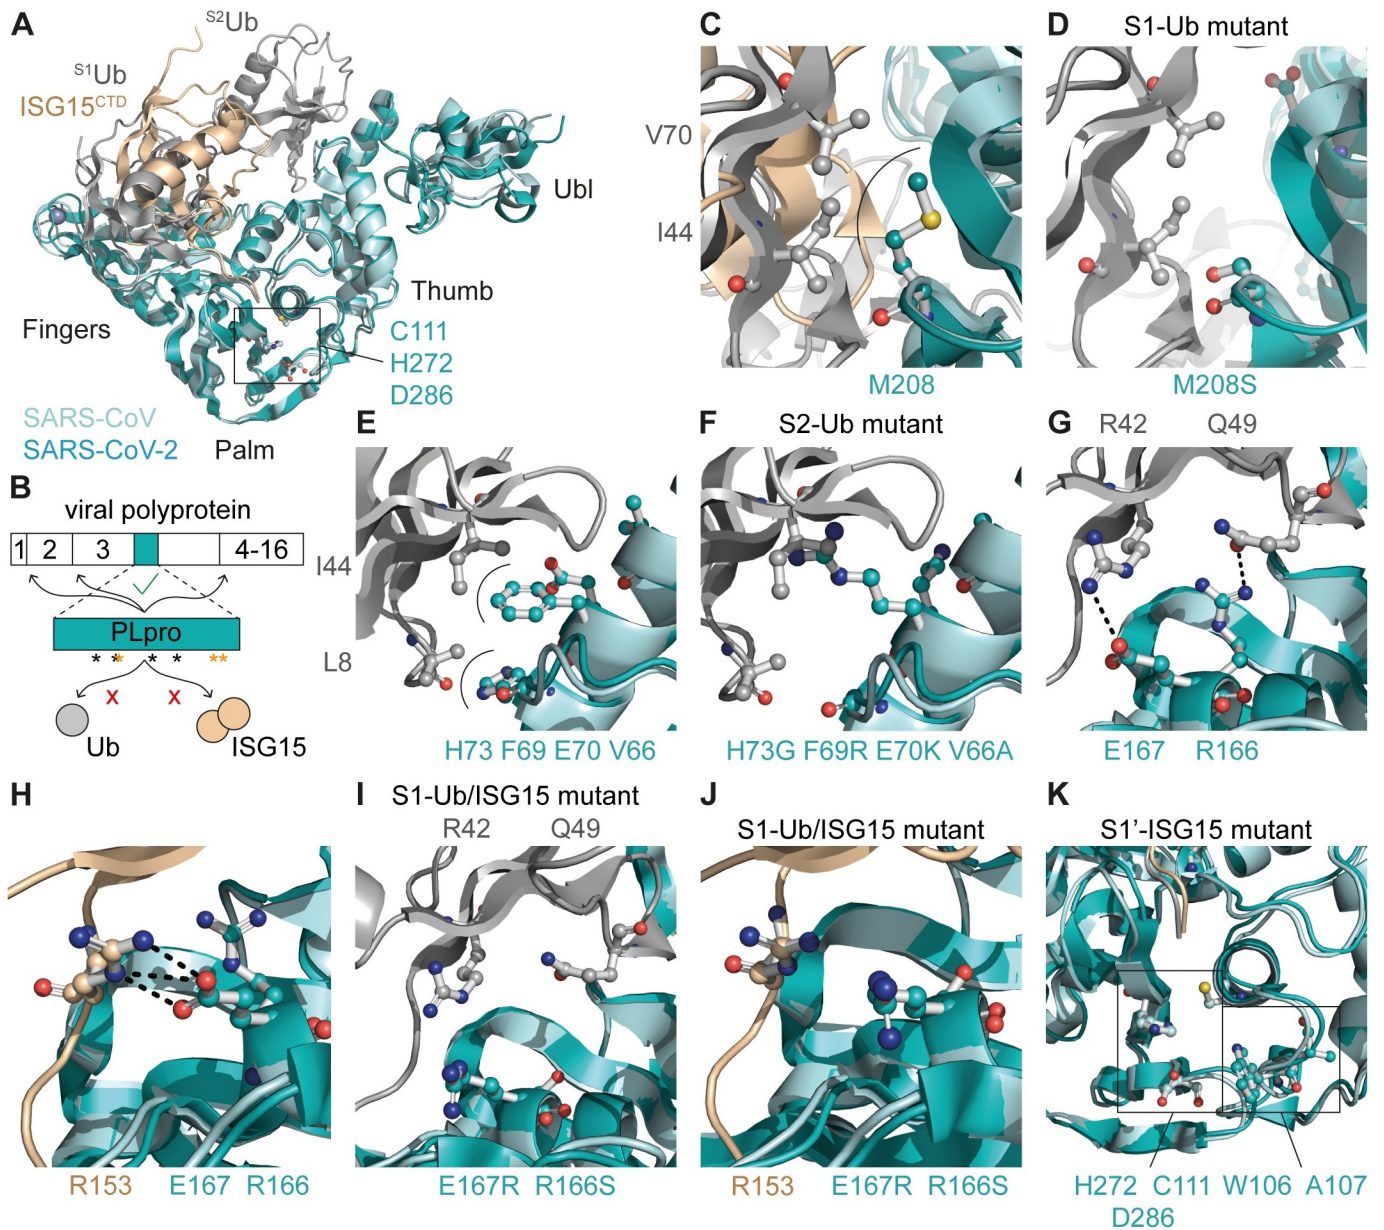 A
S2Ub
S1Ub
ISG15CTD
Ubl
Thumb
Fingers
C111
H272
D286
SARS-CoV
SARS-CoV-2
Palm
B
viral polyprotein
1 2 3 4-16
PLpro
* ** * * **
x x
Ub
ISG15
C
V70
I44
M208
D
S1-Ub mutant
M208S
E
I44
L8
H73 F69 E70 V66
F
S2-Ub mutant
H73G F69R E70K V66A
G
R42 Q49
E167 R166
H
R153 E167 R166
I
S1-Ub/ISG15 mutant
R42 Q49
E167R R166S
J
S1-Ub/ISG15 mutant
R153 E167R R166S
K
S1'-ISG15 mutant
H272 C111 W106 A107
D286